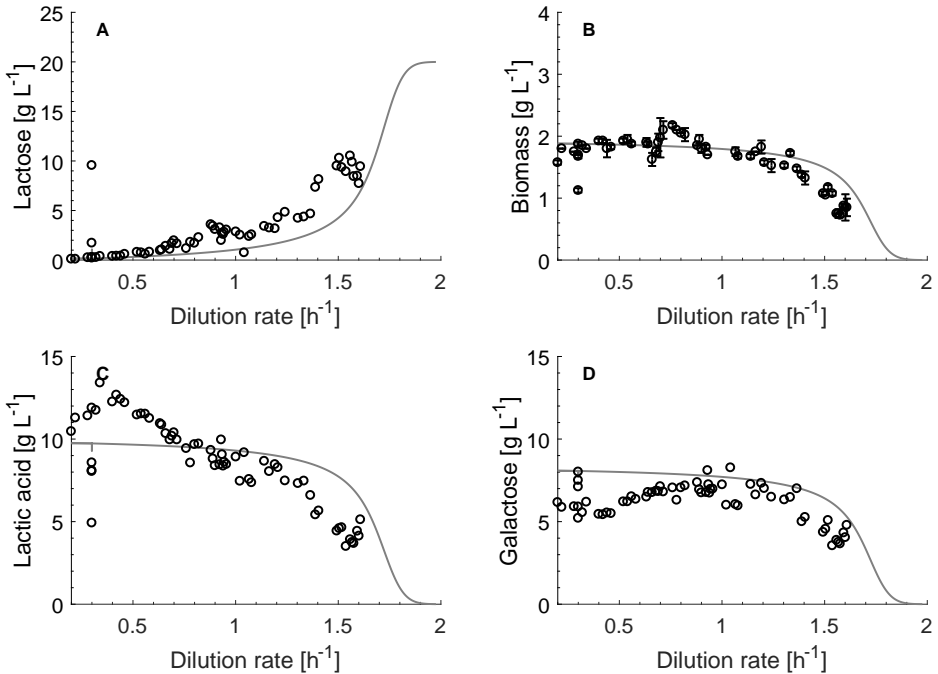 A
Lactose [g L⁻¹]
25
20
15
10
5
0
0.5 1 1.5 2
Dilution rate [h⁻¹]
B
Biomass [g L⁻¹]
4
3
2
1
0
0.5 1 1.5 2
Dilution rate [h⁻¹]
C
Lactic acid [g L⁻¹]
15
10
5
0
0.5 1 1.5 2
Dilution rate [h⁻¹]
D
Galactose [g L⁻¹]
15
10
5
0
0.5 1 1.5 2
Dilution rate [h⁻¹]